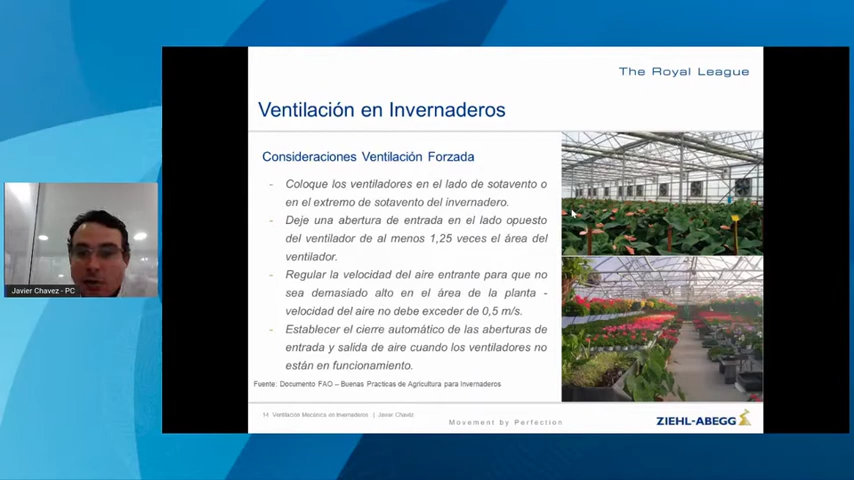 The Royal League
Ventilación en Invernaderos
Consideraciones Ventilación Forzada
- Coloque los ventiladores en el lado de sotavento o
en el extremo de sotavento del invernadero.
- Deje una abertura de entrada en el lado opuesto
del ventilador de al menos 1,25 veces el área del
ventilador.
- Regular la velocidad del aire entrante para que no
sea demasiado alto en el área de la planta -
velocidad del aire no debe exceder de 0,5 m/s.
- Establecer el cierre automático de las aberturas de
entrada y salida de aire cuando los ventiladores no
están en funcionamiento.
Fuente: Documento FAO – Buenas Practicas de Agricultura para Invernaderos
14 Ventilación Mecánica en Invernaderos | Javier Chavez
Movement by Perfection
ZIEHL-ABEGG
Javier Chavez - PC